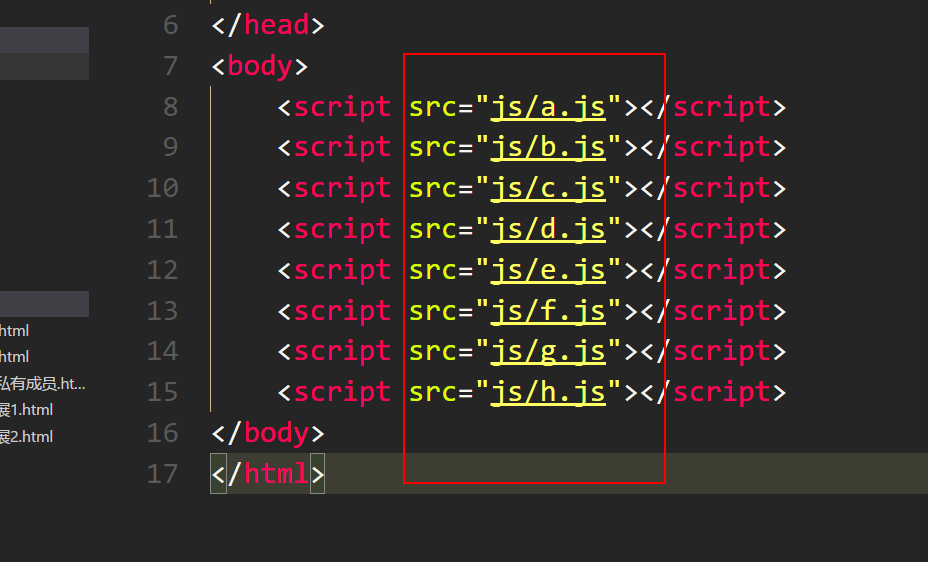 6 </head>
7 <body>
8 <script src="js/a.js"></script>
9 <script src="js/b.js"></script>
10 <script src="js/c.js"></script>
11 <script src="js/d.js"></script>
12 <script src="js/e.js"></script>
13 <script src="js/f.js"></script>
html
14 <script src="js/g.js"></script>
html
15 <script src="js/h.js"></script>
私有成员.ht...
展1.html
16 </body>
展2.html
17 </html>